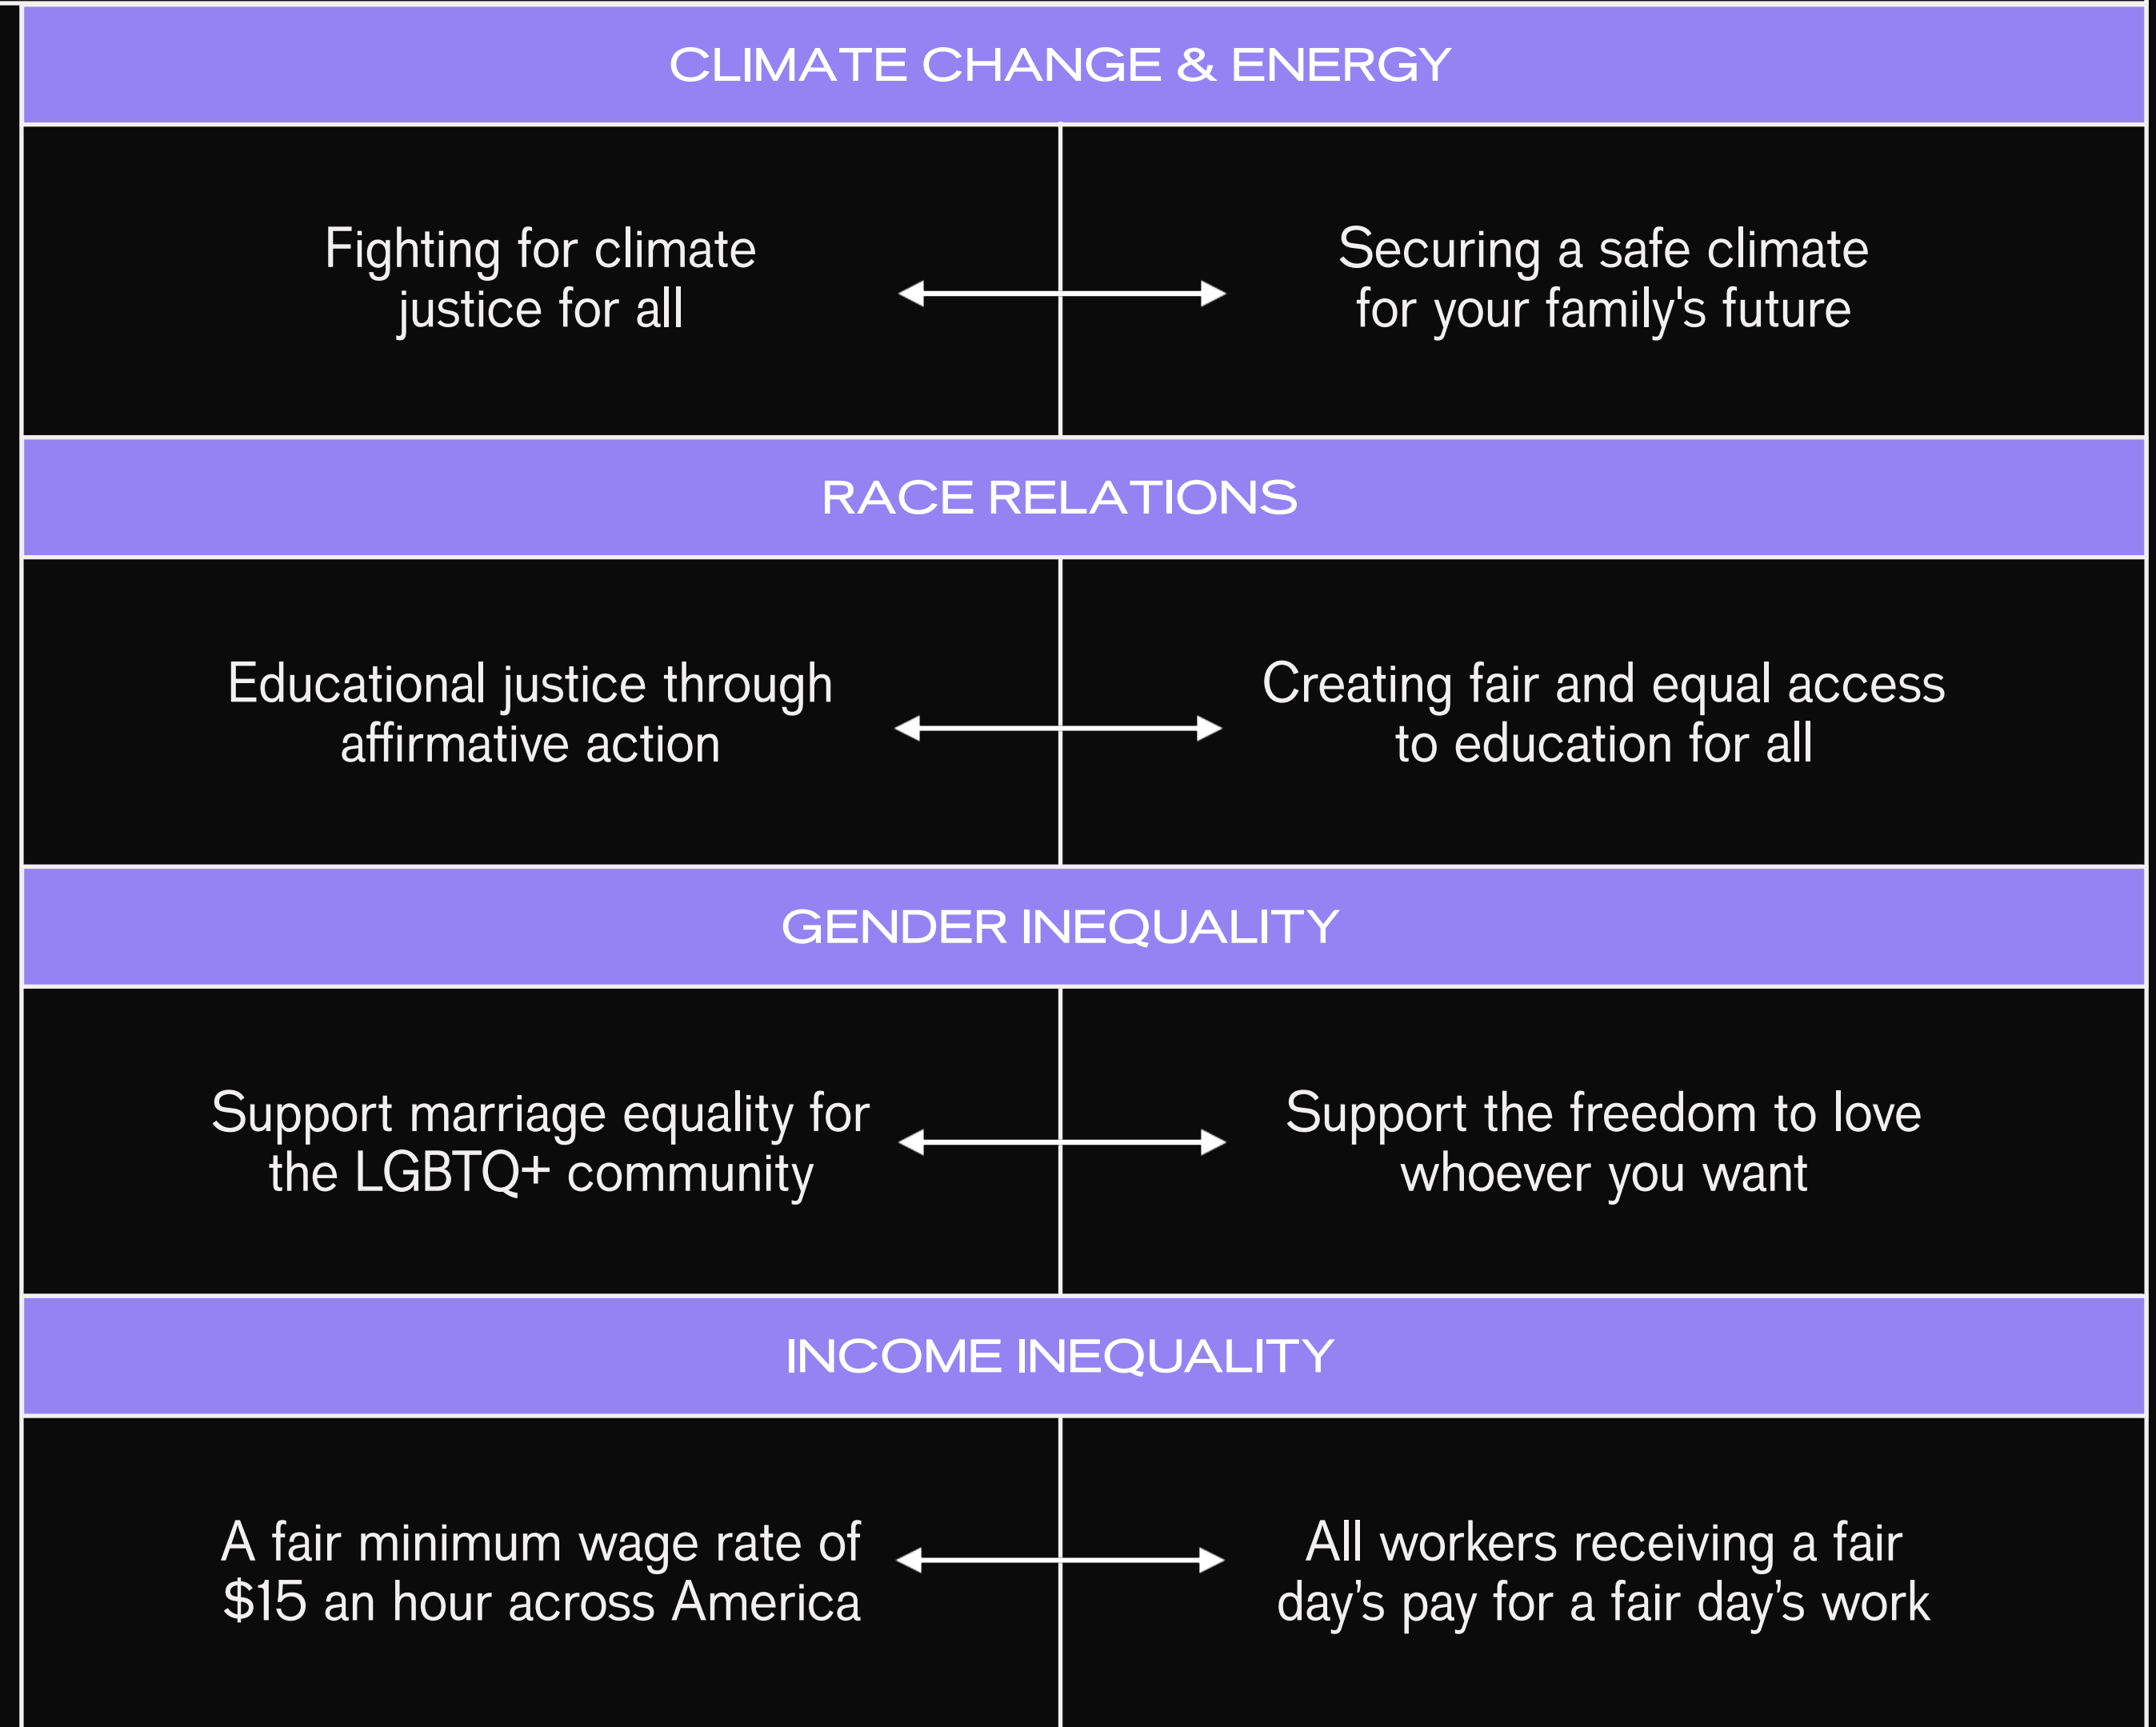 CLIMATE CHANGE & ENERGY
Fighting for climate
justice for all
Securing a safe climate
for your family's future
RACE RELATIONS
Educational justice through
affirmative action
Creating fair and equal access
to education for all
GENDER INEQUALITY
Support marriage equality for
the LGBTQ+ community
Support the freedom to love
whoever you want
INCOME INEQUALITY
A fair minimum wage rate of
$15 an hour across America
All workers receiving a fair
day's pay for a fair day's work